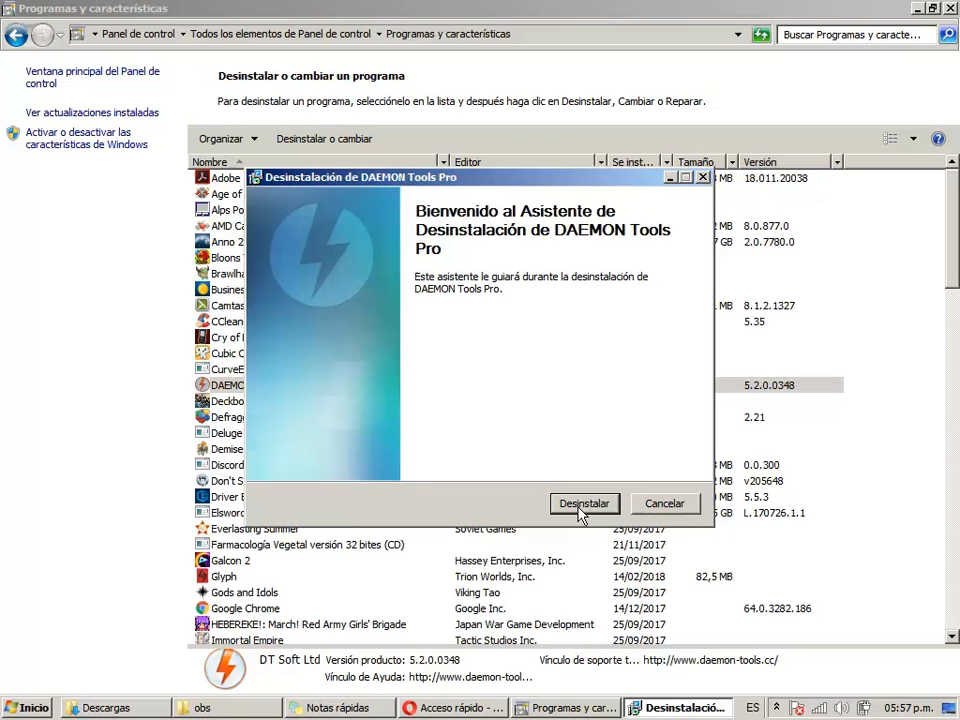 Programas y características
Panel de control
Todos los elementos de Panel de control
Programas y características
Buscar Programas y caracte...
Ventana principal del Panel de
control
Ver actualizaciones instaladas
Activar o desactivar las
características de Windows
Desinstalar o cambiar un programa
Para desinstalar un programa, selecciónelo en la lista y después haga clic en Desinstalar, Cambiar o Reparar.
Organizar
Desinstalar o cambiar
Nombre
Editor
Se inst...
Tamaño
Versión
Adobe
MB
18.011.20038
Age of
Alps Po
AMD Ca
MB
8.0.877.0
Anno 2
GB
2.0.7780.0
Bloons
Brawlha
Busines
Camtas
MB
8.1.2.1327
CClean
5.35
Cry of
Cubic C
CurveE
DAEMO
5.2.0.0348
Deckbo
Defrag
2.21
Deluge
Demise
Discord
MB
0.0.300
Don't S
MB
v205648
Driver E
MB
5.5.3
Elswor
MB
L.170726.1.1
Everlasting Summer
Soviet Games
25/09/2017
Farmacología Vegetal versión 32 bites (CD)
21/11/2017
Galcon 2
Hassey Enterprises, Inc.
25/09/2017
Glyph
Trion Worlds, Inc.
14/02/2018
82,5 MB
Gods and Idols
Viking Tao
25/09/2017
Google Chrome
Google Inc.
14/12/2017
64.0.3282.186
HEBEREKE!: March! Red Army Girls' Brigade
Japan War Game Development
25/09/2017
Immortal Empire
Tactic Studios Inc.
25/09/2017
Desinstalación de DAEMON Tools Pro
Bienvenido al Asistente de
Desinstalación de DAEMON Tools
Pro
Este asistente le guiará durante la desinstalación de
DAEMON Tools Pro.
Desinstalar
Cancelar
DT Soft Ltd
Versión producto: 5.2.0.0348
Vínculo de soporte t... http://www.daemon-tools.cc/
Vínculo de Ayuda: http://www.daemon-tool...
Inicio
Descargas
obs
Notas rápidas
Acceso rápido - ...
Programas y car...
Desinstalació...
ES
05:57 p.m.